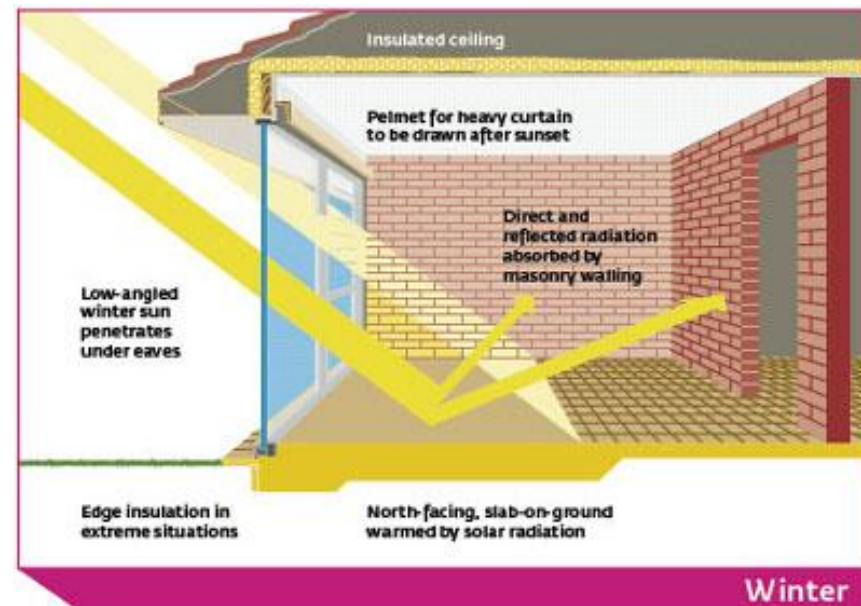 Insulated ceiling
Pelmet for heavy curtain
to be drawn after sunset
Direct and
reflected radiation
absorbed by
masonry walling
Low-angled
winter sun
penetrates
under eaves
Edge insulation in
extreme situations
North-facing, slab-on-ground
warmed by solar radiation
Winter